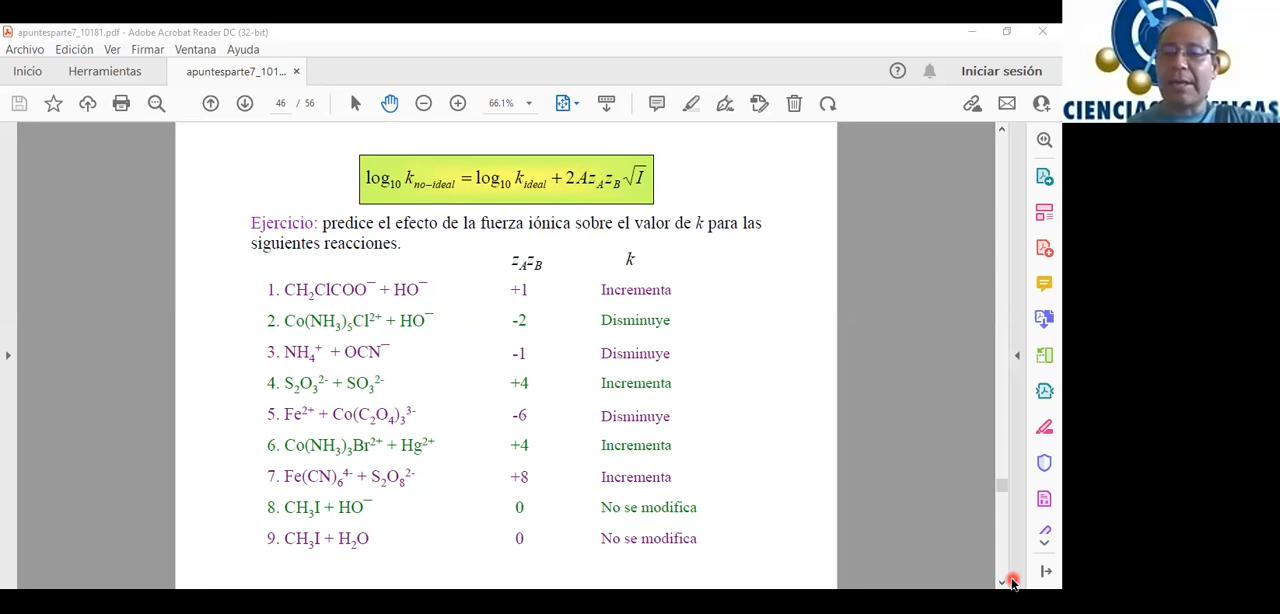 apuntesparte7_10181.pdf - Adobe Acrobat Reader DC (32-bit)
Archivo Edición Ver Firmar Ventana Ayuda
Inicio Herramientas apuntesparte7_101... × Iniciar sesión
46 / 56 66.1%
log₁₀ k_no-ideal = log₁₀ k_ideal + 2Az_Az_B√I
Ejercicio: predice el efecto de la fuerza iónica sobre el valor de k para las
siguientes reacciones.
z_Az_B k
1. CH₂ClCOO⁻ + HO⁻ +1 Incrementa
2. Co(NH₃)₅Cl²⁺ + HO⁻ -2 Disminuye
3. NH₄⁺ + OCN⁻ -1 Disminuye
4. S₂O₃²⁻ + SO₃²⁻ +4 Incrementa
5. Fe²⁺ + Co(C₂O₄)₃³⁻ -6 Disminuye
6. Co(NH₃)₃Br²⁺ + Hg²⁺ +4 Incrementa
7. Fe(CN)₆⁴⁻ + S₂O₈²⁻ +8 Incrementa
8. CH₃I + HO⁻ 0 No se modifica
9. CH₃I + H₂O 0 No se modifica